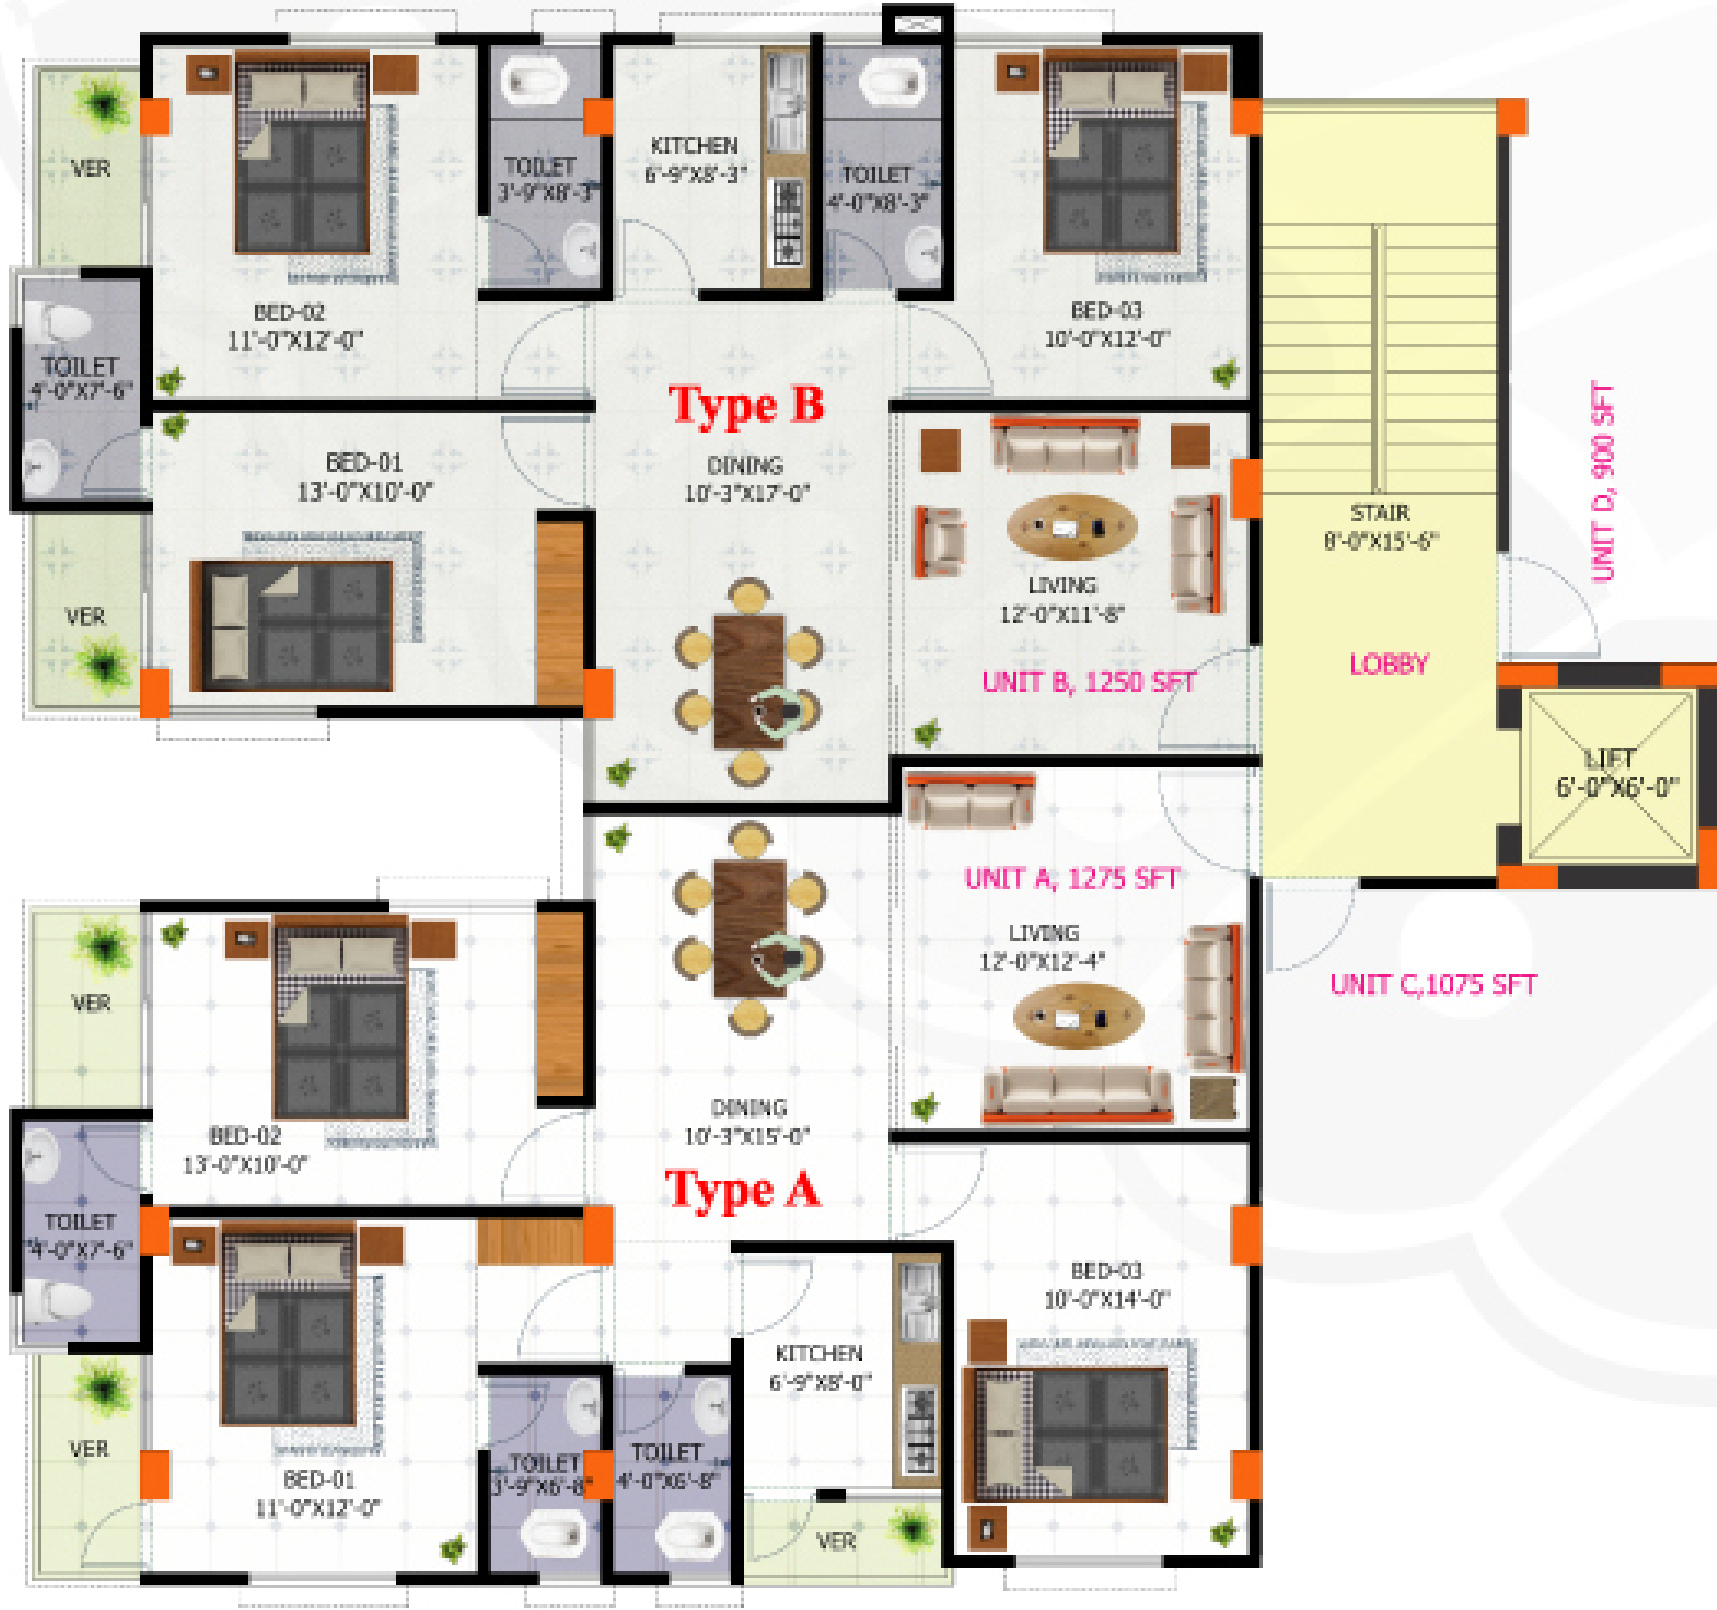 VER
TOILET
3'-9"X8'-3"
KITCHEN
6'-9"X8'-3"
TOILET
4'-0"X8'-3"
BED-02
11'-0"X12'-0"
BED-03
10'-0"X12'-0"
TOILET
4'-0"X7'-6"
Type B
BED-01
13'-0"X10'-0"
DINING
10'-3"X17'-0"
UNIT D, 900 SFT
STAIR
8'-0"X15'-6"
LIVING
12'-0"X11'-8"
VER
LOBBY
UNIT B, 1250 SFT
LIFT
6'-0"X6'-0"
UNIT A, 1275 SFT
LIVING
12'-0"X12'-4"
UNIT C,1075 SFT
VER
DINING
10'-3"X15'-0"
BED-02
13'-0"X10'-0"
Type A
TOILET
4'-0"X7'-6"
BED-03
10'-0"X14'-0"
KITCHEN
6'-9"X8'-0"
VER
BED-01
11'-0"X12'-0"
TOILET
3'-9"X6'-8"
TOILET
4'-0"X6'-8"
VER